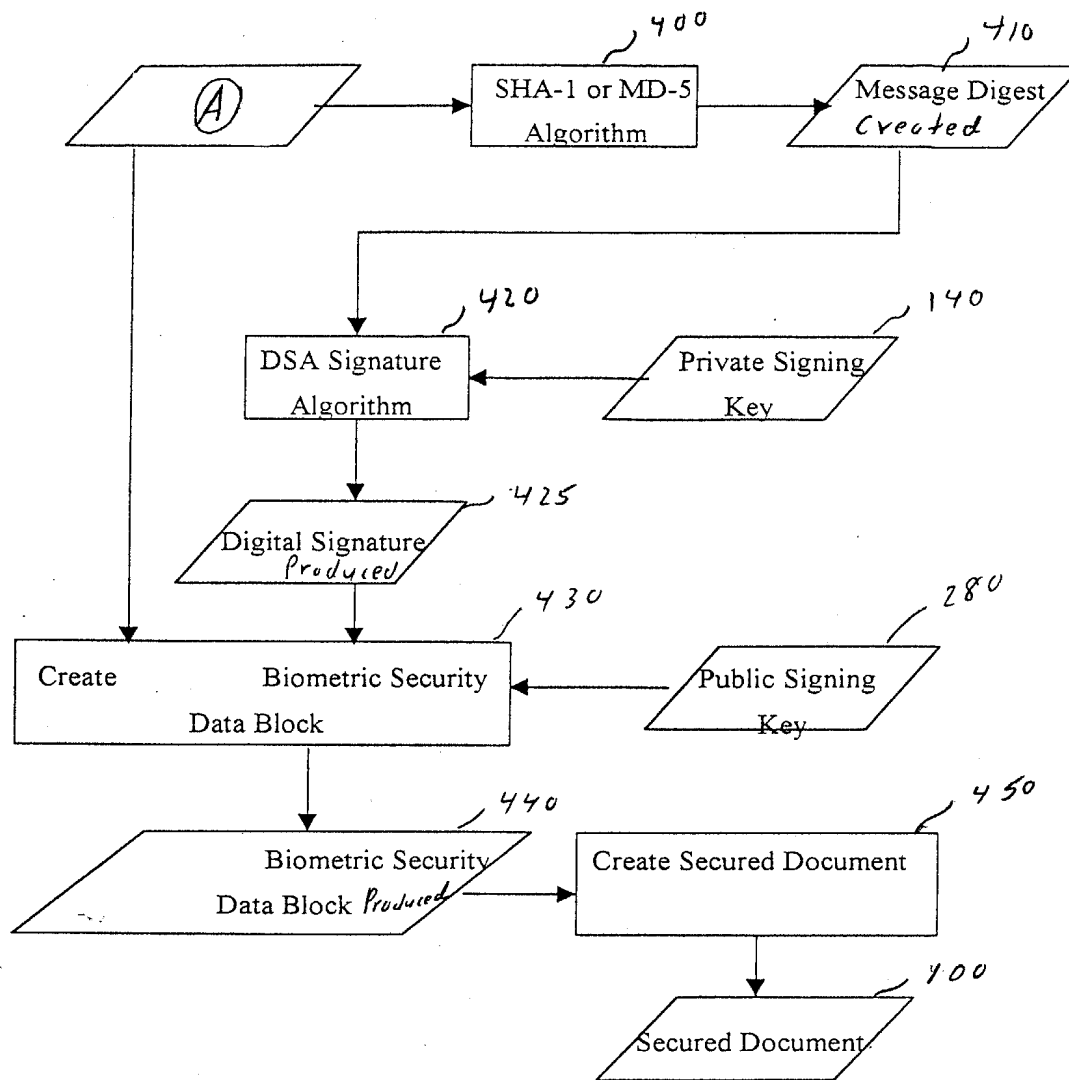 400
410
A
SHA-1 or MD-5
Algorithm
Message Digest
Created
420
140
DSA Signature
Algorithm
Private Signing
Key
425
Digital Signature
Produced
430
280
Create Biometric Security
Data Block
Public Signing
Key
440
450
Biometric Security
Data Block Produced
Create Secured Document
Secured Document